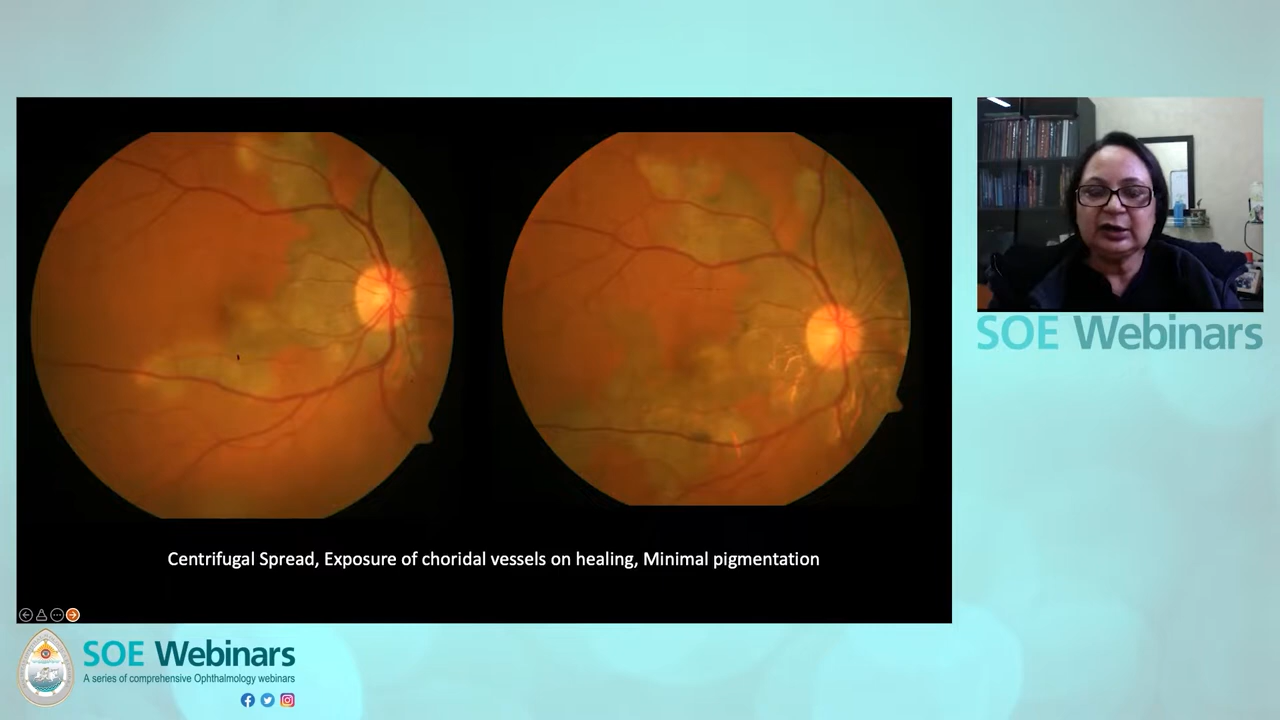 Centrifugal Spread, Exposure of choridal vessels on healing, Minimal pigmentation
SOE Webinars
SOE Webinars
A series of comprehensive Ophthalmology webinars